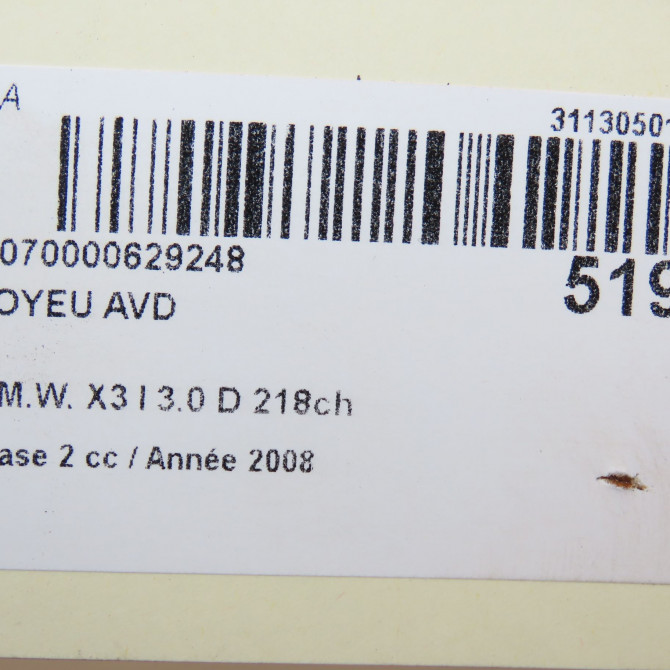 A
31130501
070000629248
519
OYEU AVD
M.W. X3 I 3.0 D 218ch
ase 2 cc / Année 2008